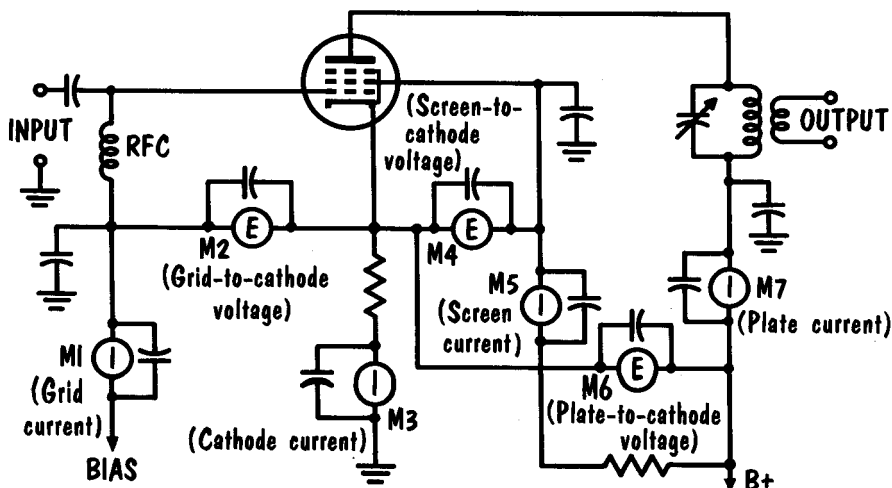 INPUT
RFC
(Screen-to-
cathode
voltage)
OUTPUT
E
M2
(Grid-to-cathode
voltage)
E
M4
I
M5
(Screen
current)
I
M7
(Plate current)
I
M1
(Grid
current)
BIAS
I
M3
(Cathode current)
E
M6
(Plate-to-cathode
voltage)
B+